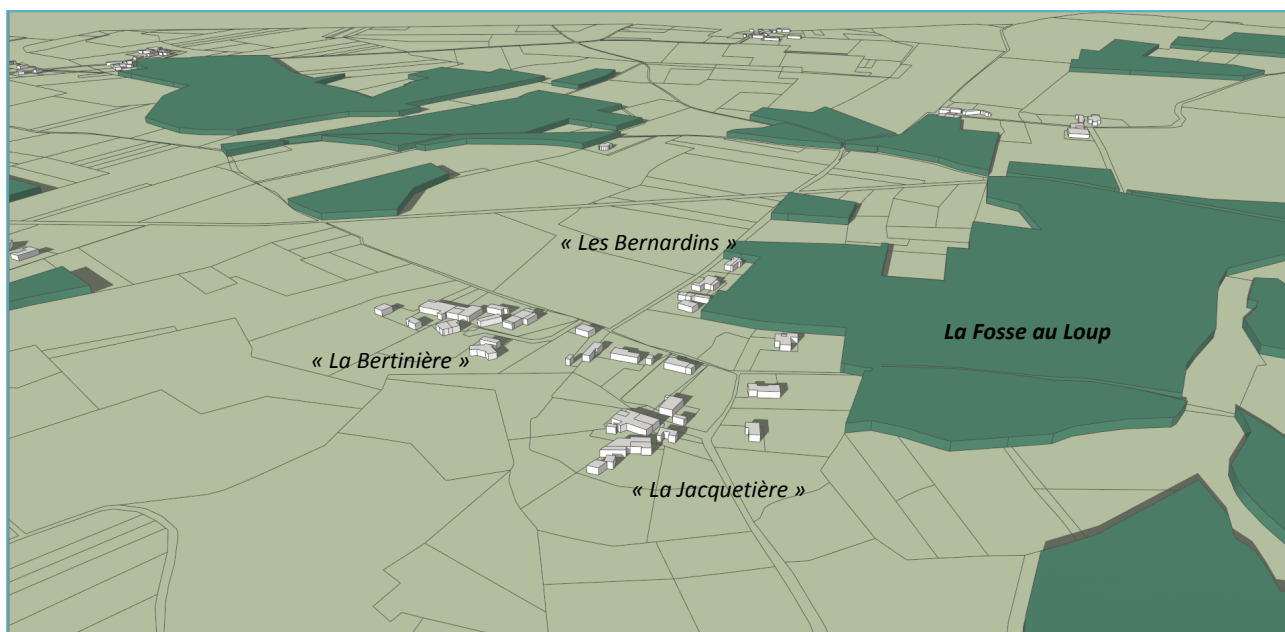 « Les Bernardins »
La Fosse au Loup
« La Bertinière »
« La Jacquetière »